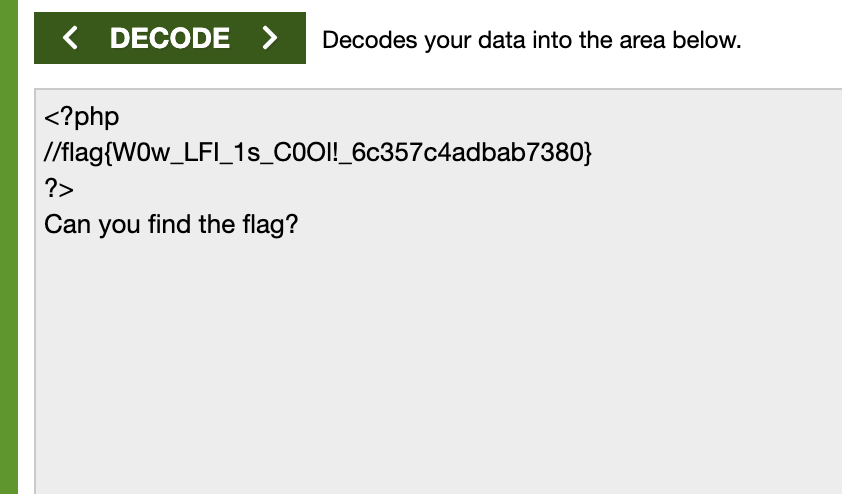 < DECODE > Decodes your data into the area below.
<?php
//flag{W0w_LFI_1s_C0Ol!_6c357c4adbab7380}
?>
Can you find the flag?